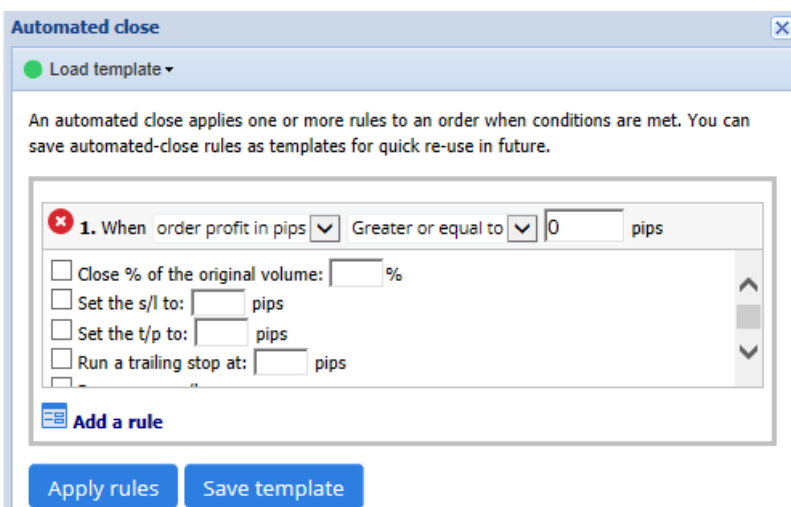 Automated close
Load template
An automated close applies one or more rules to an order when conditions are met. You can
save automated-close rules as templates for quick re-use in future.
1. When order profit in pips Greater or equal to 0 pips
Close % of the original volume: %
Set the s/l to: pips
Set the t/p to: pips
Run a trailing stop at: pips
Add a rule
Apply rules Save template